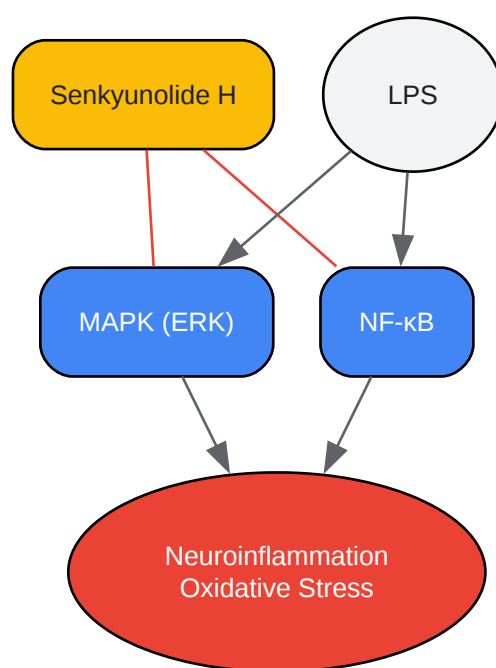 Senkyunolide H
LPS
MAPK (ERK)
NF-κB
Neuroinflammation
Oxidative Stress